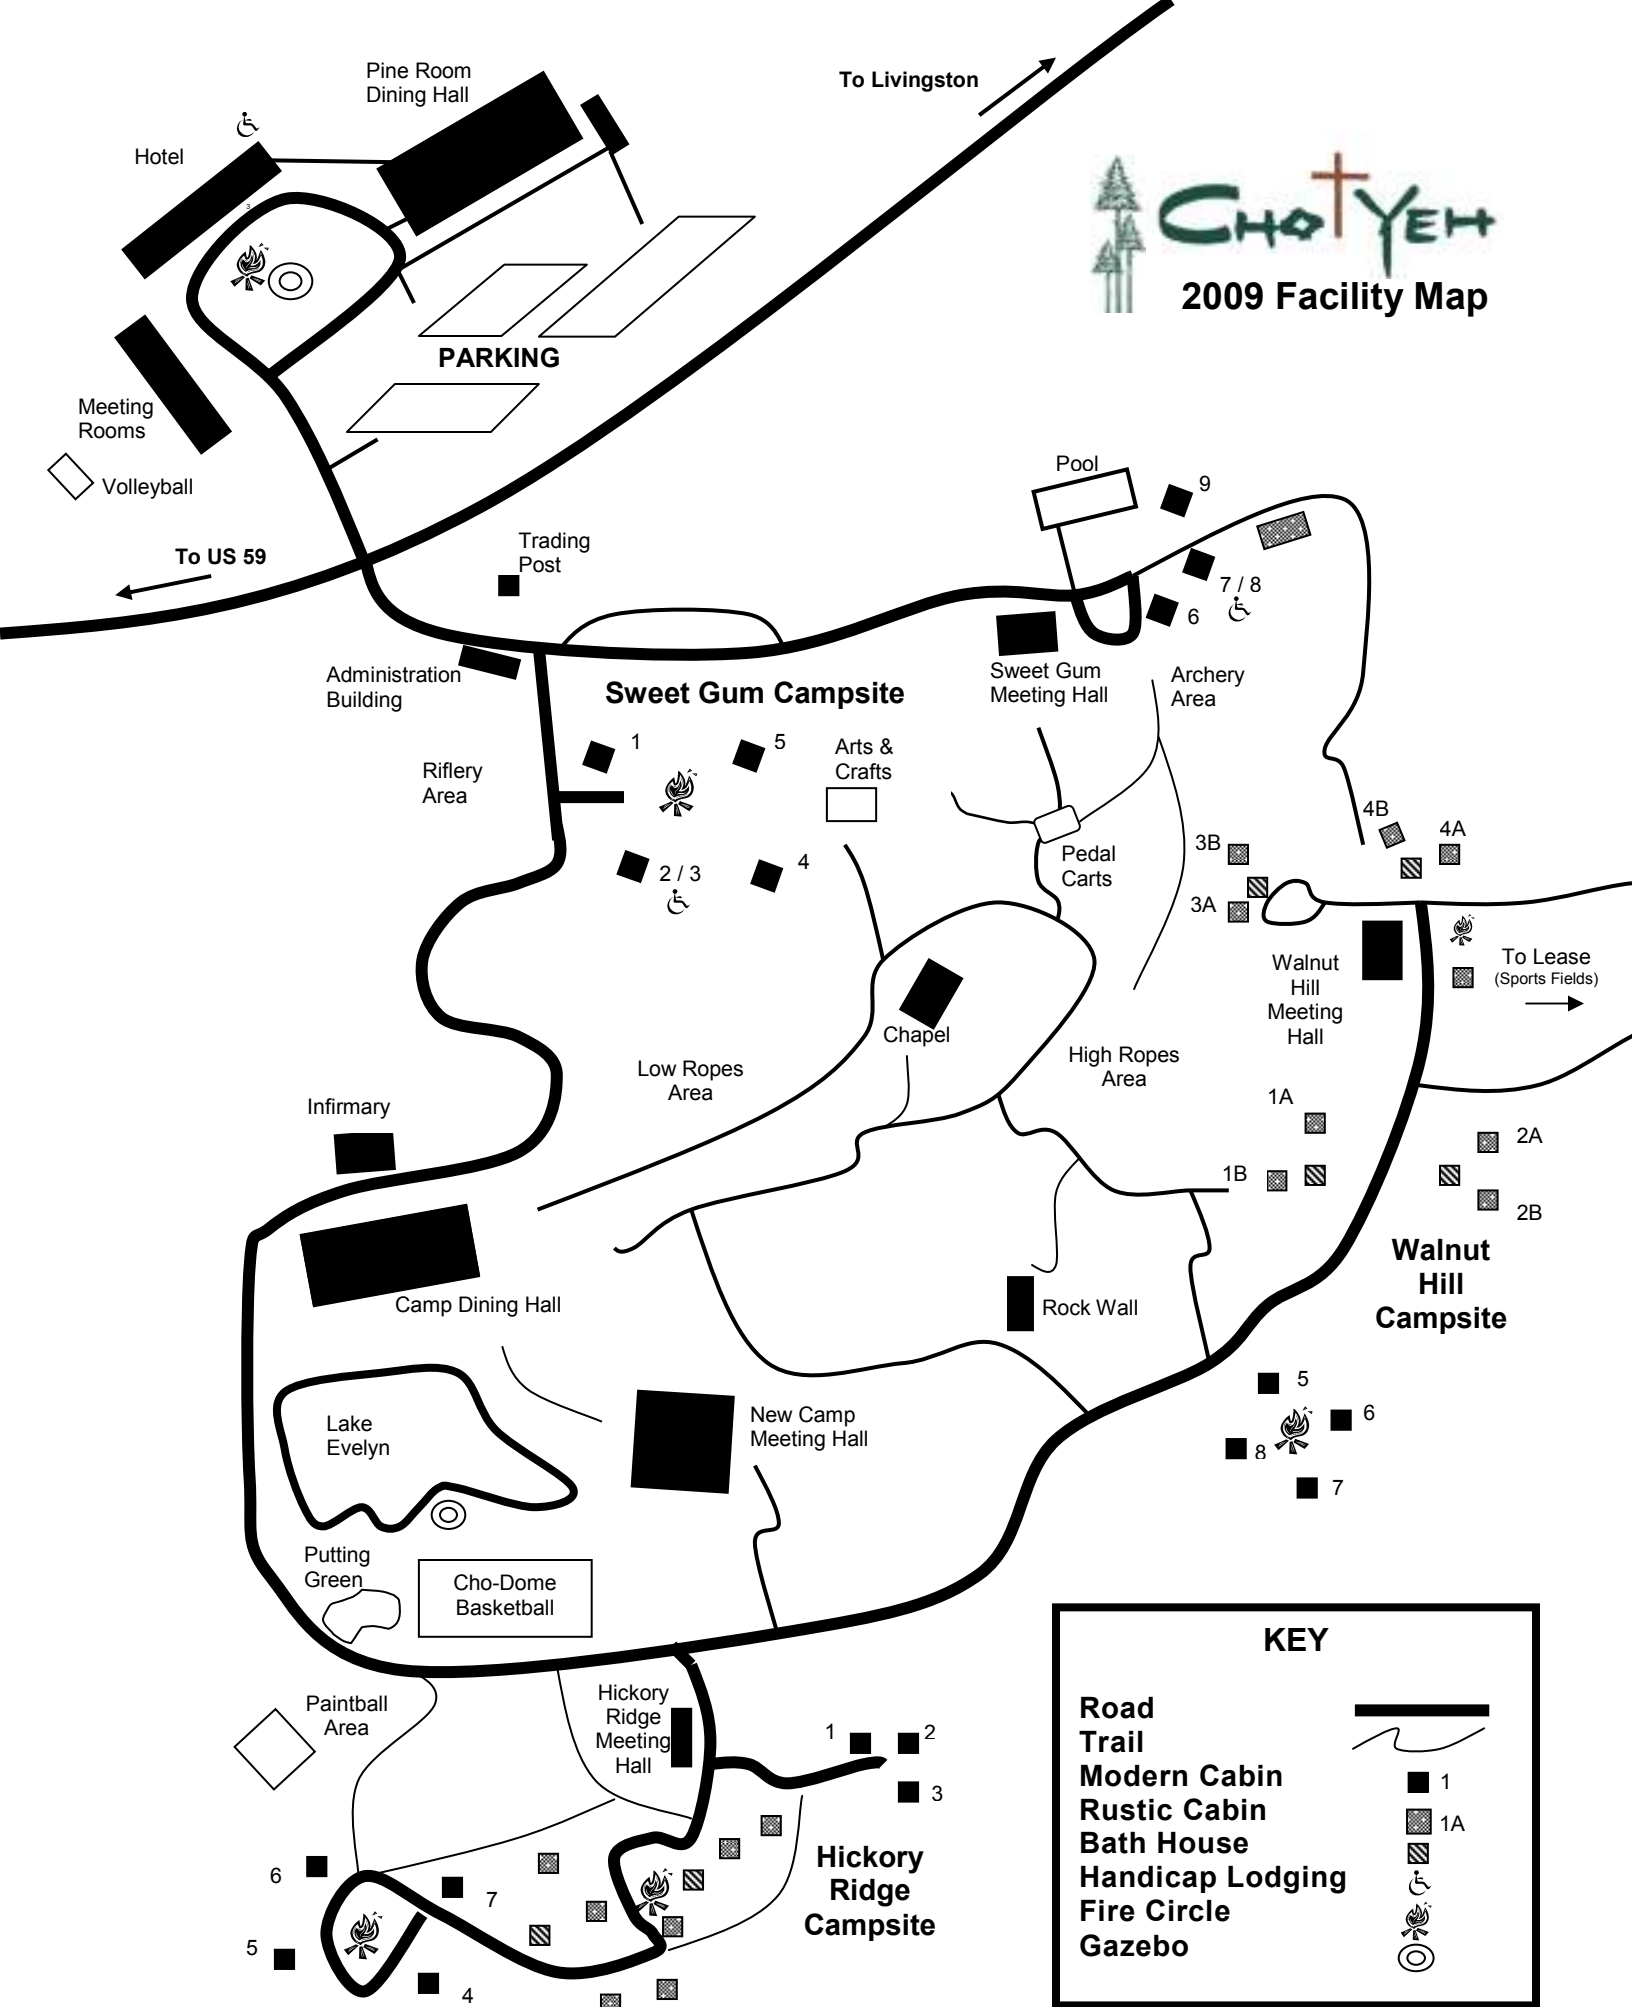 Pine Room
Dining Hall
To Livingston
Hotel
3
CHO YEH
2009 Facility Map
PARKING
Meeting
Rooms
Volleyball
To US 59
Trading
Post
Pool
9
7 / 8
6
Administration
Building
Sweet Gum Campsite
Sweet Gum
Meeting Hall
Archery
Area
1
5
Arts &
Crafts
Riflery
Area
2 / 3
4
Pedal
Carts
3B
3A
4B
4A
Walnut
Hill
Meeting
Hall
To Lease
(Sports Fields)
Chapel
Low Ropes
Area
High Ropes
Area
Infirmary
1A
1B
2A
2B
Walnut
Hill
Campsite
Camp Dining Hall
Rock Wall
Lake
Evelyn
New Camp
Meeting Hall
5
6
8
7
Putting
Green
Cho-Dome
Basketball
Paintball
Area
Hickory
Ridge
Meeting
Hall
1
2
3
Hickory
Ridge
Campsite
6
7
5
4
KEY
Road
Trail
Modern Cabin
1
Rustic Cabin
1A
Bath House
Handicap Lodging
Fire Circle
Gazebo